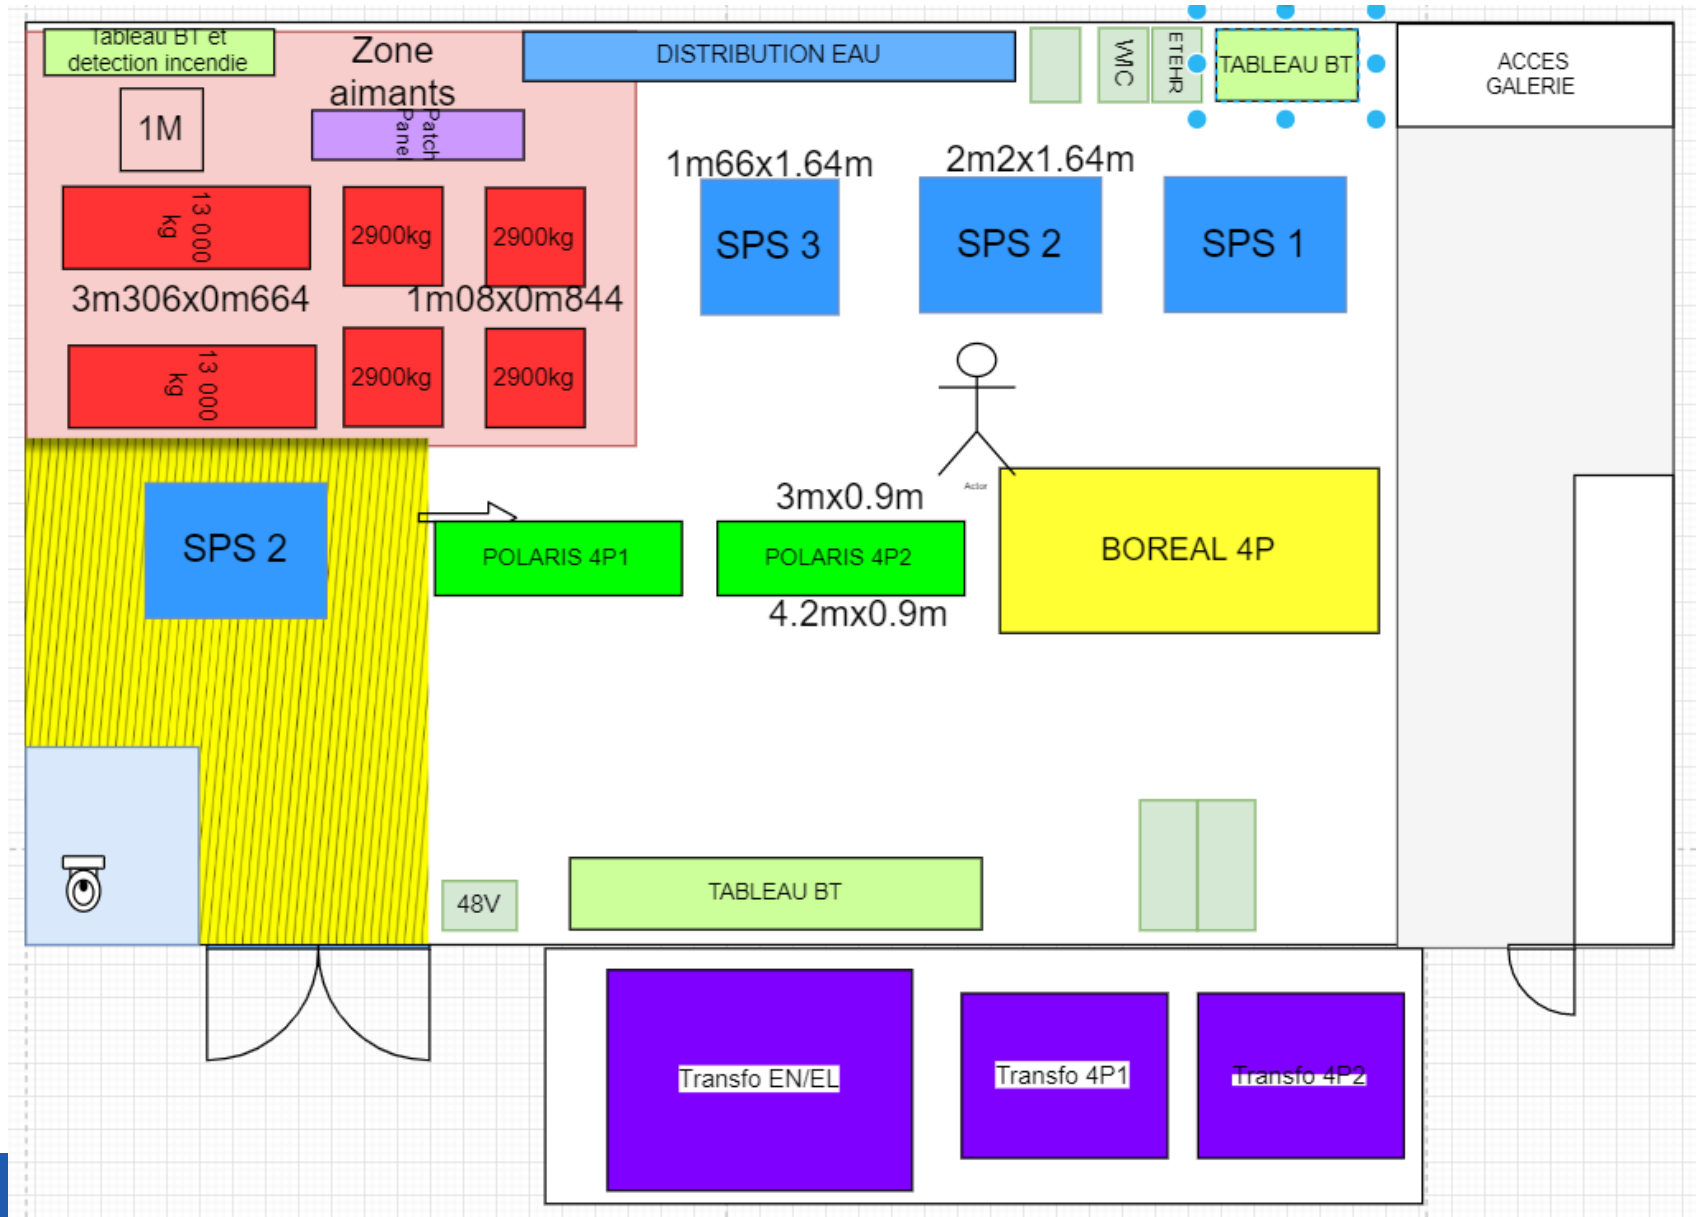 Tableau BT et
detection incendie
Zone
aimants
DISTRIBUTION EAU
WIC
ETEHR
TABLEAU BT
ACCES
GALERIE
1M
Patch
Panel
1m66x1.64m
2m2x1.64m
13 000
kg
2900kg
2900kg
SPS 3
SPS 2
SPS 1
3m306x0m664
1m08x0m844
13 000
kg
2900kg
2900kg
Actor
3mx0.9m
SPS 2
POLARIS 4P1
POLARIS 4P2
BOREAL 4P
4.2mx0.9m
48V
TABLEAU BT
Transfo EN/EL
Transfo 4P1
Transfo 4P2